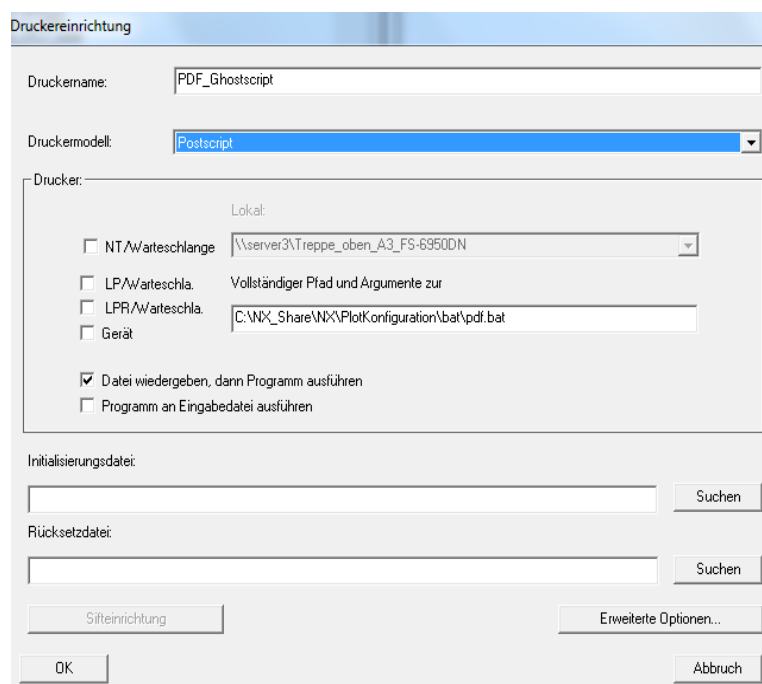 Druckereinrichtung
Druckername: PDF_Ghostscript
Druckermodell: Postscript
Drucker:
Lokal:
NT/Warteschlange \\server3\Treppe_oben_A3_FS-6950DN
LP/Warteschla. Vollständiger Pfad und Argumente zur
LPR/Warteschla. C:\NX_Share\NX\PlotKonfiguration\bat\pdf.bat
Gerät
Datei wiedergeben, dann Programm ausführen
Programm an Eingabedatei ausführen
Initialisierungsdatei:
Suchen
Rücksetzdatei:
Suchen
Sifteinrichtung Erweiterte Optionen...
OK Abbruch